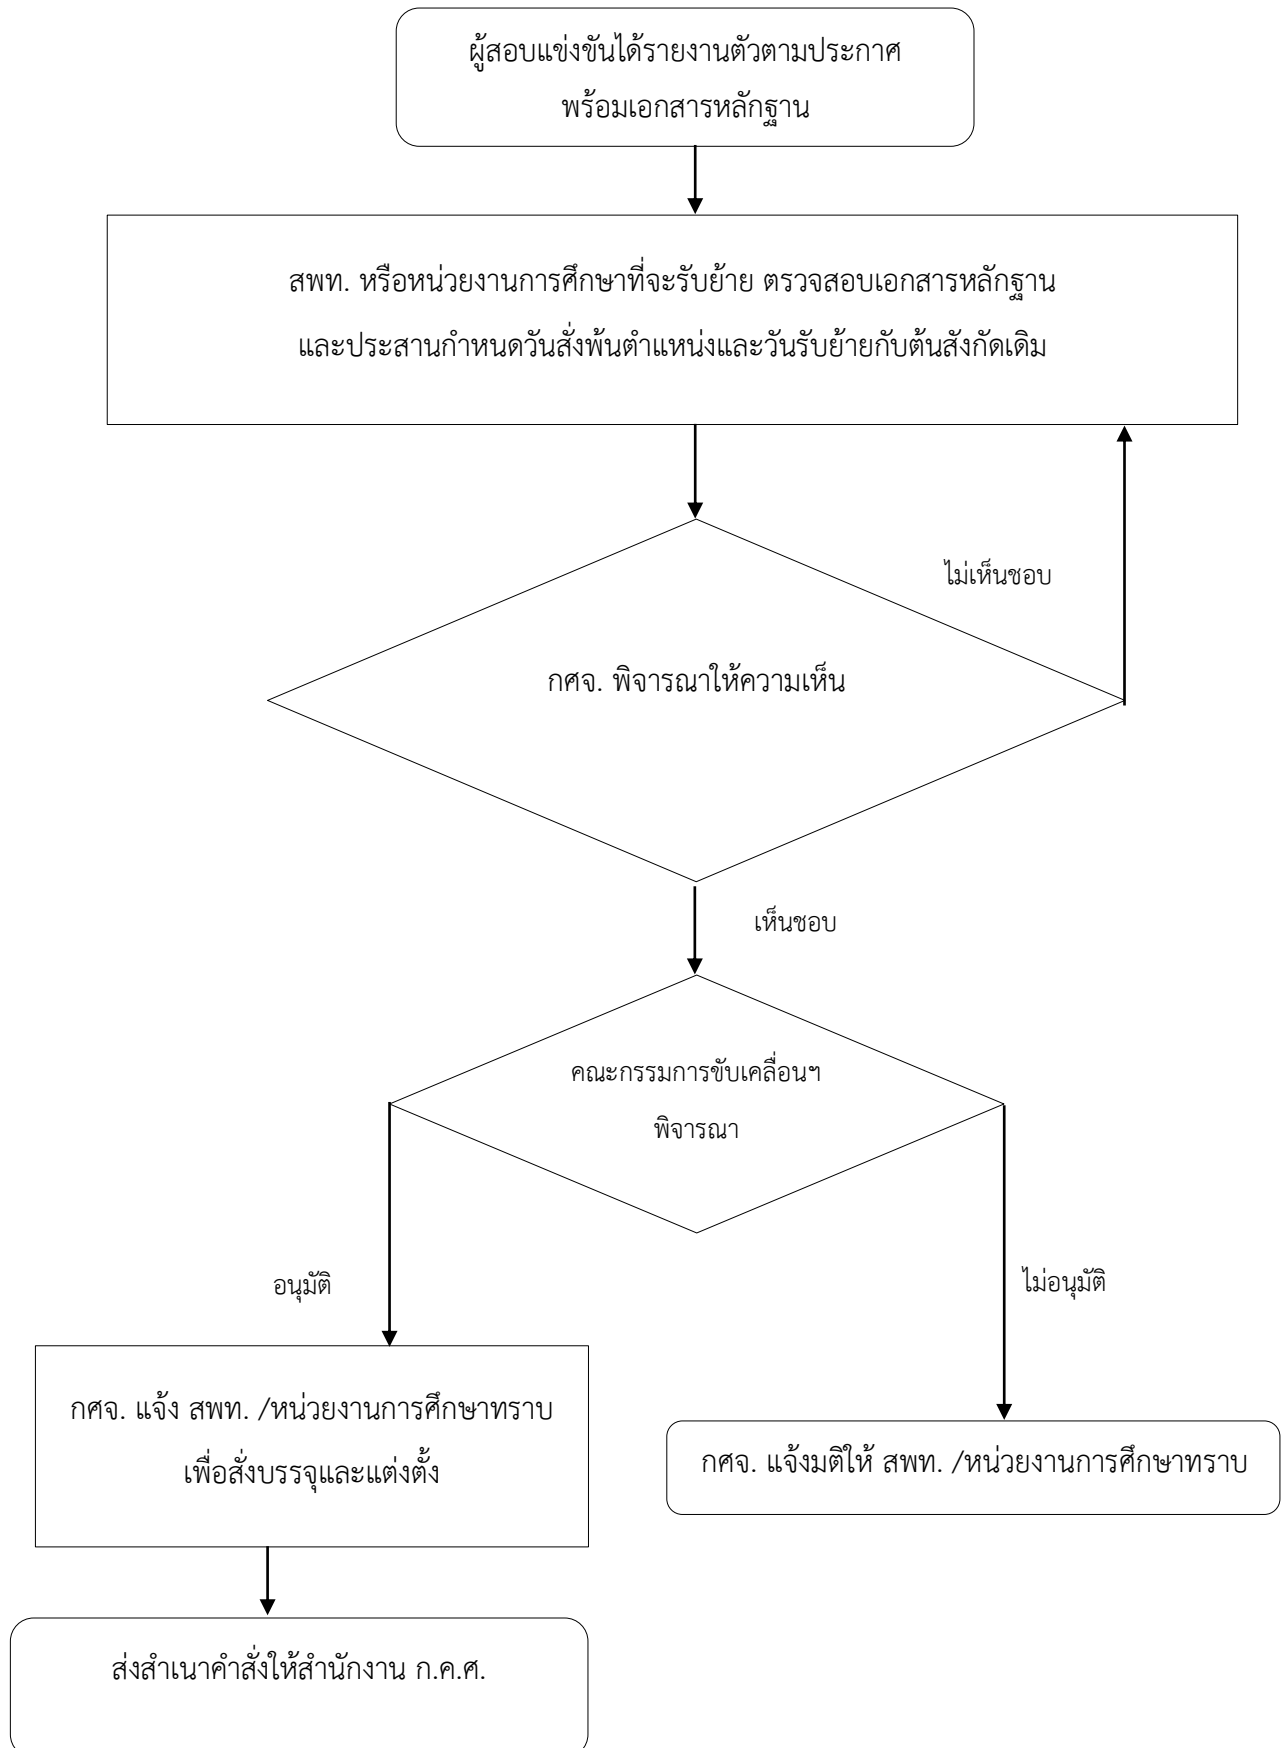 ผู้สอบแข่งขันได้รายงานตัวตามประกาศ
พร้อมเอกสารหลักฐาน
สพท. หรือหน่วยงานการศึกษาที่จะรับย้าย ตรวจสอบเอกสารหลักฐาน
และประสานกำหนดวันสั่งพ้นตำแหน่งและวันรับย้ายกับต้นสังกัดเดิม
ไม่เห็นชอบ
กศจ. พิจารณาให้ความเห็น
เห็นชอบ
คณะกรรมการขับเคลื่อนฯ
พิจารณา
อนุมัติ
ไม่อนุมัติ
กศจ. แจ้ง สพท. /หน่วยงานการศึกษาทราบ
เพื่อสั่งบรรจุและแต่งตั้ง
กศจ. แจ้งมติให้ สพท. /หน่วยงานการศึกษาทราบ
ส่งสำเนาคำสั่งให้สำนักงาน ก.ค.ศ.